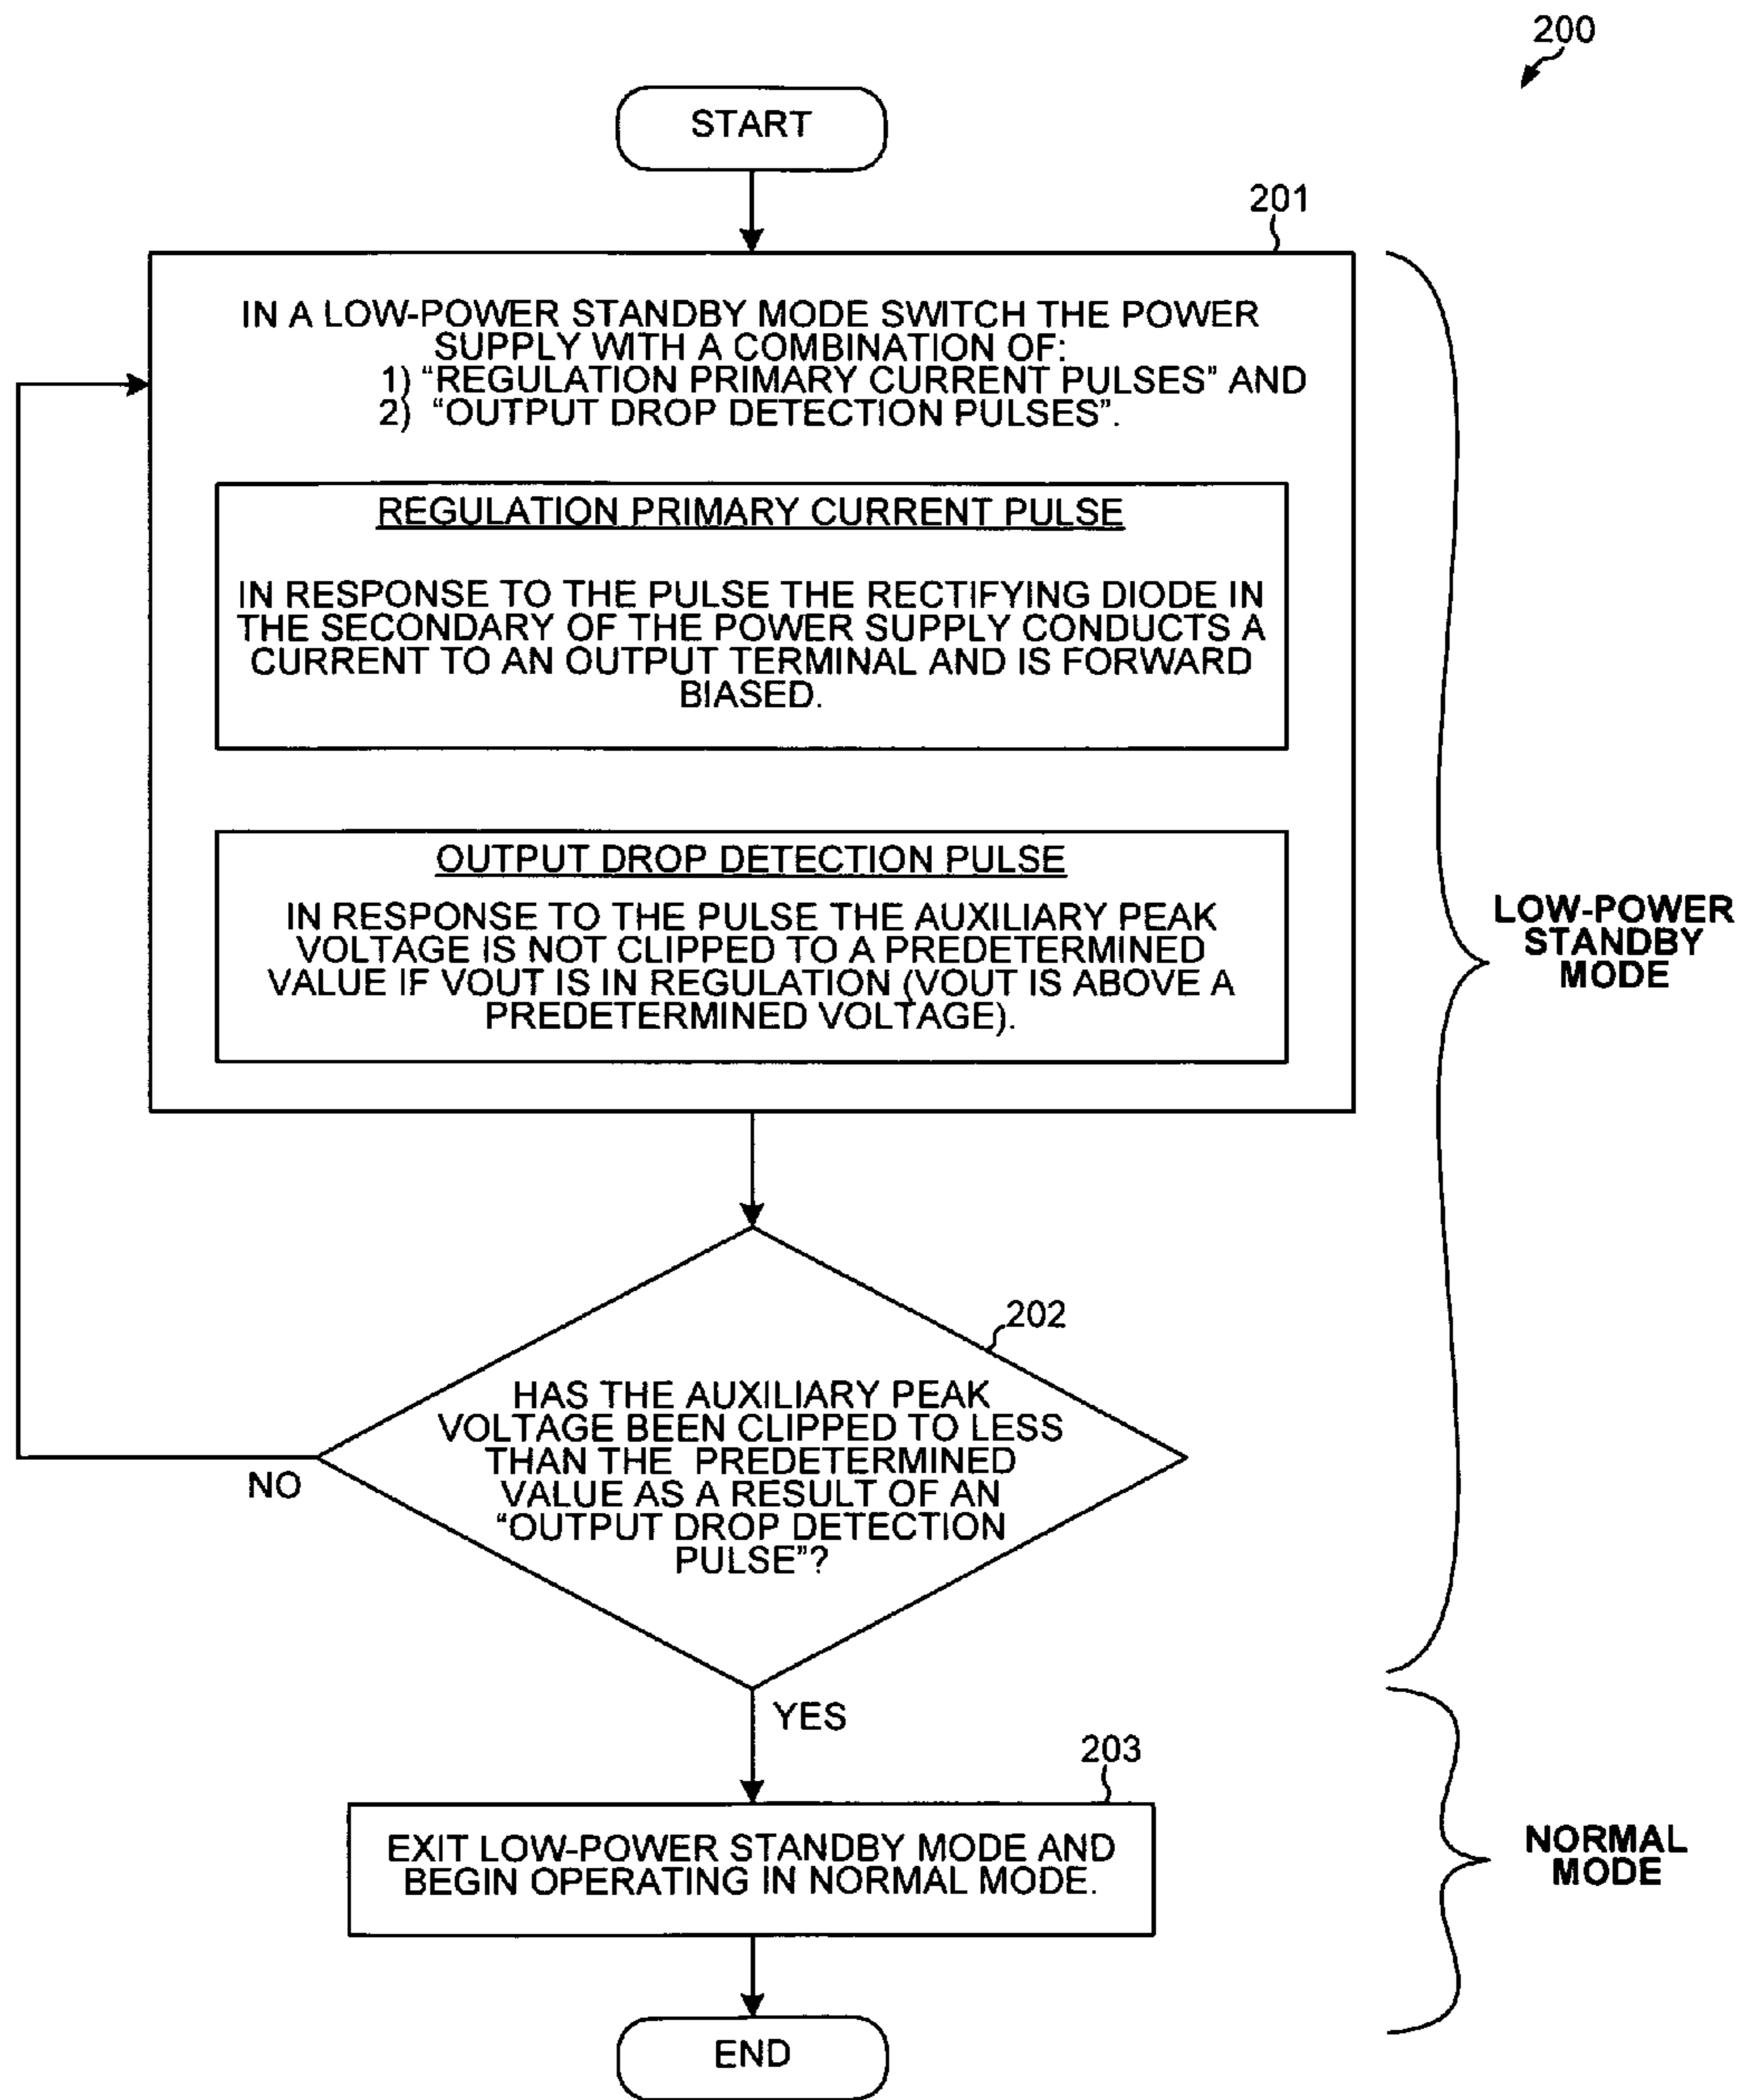 200
START
201
IN A LOW-POWER STANDBY MODE SWITCH THE POWER
SUPPLY WITH A COMBINATION OF:
1) “REGULATION PRIMARY CURRENT PULSES” AND
2) “OUTPUT DROP DETECTION PULSES”.
REGULATION PRIMARY CURRENT PULSE
IN RESPONSE TO THE PULSE THE RECTIFYING DIODE IN
THE SECONDARY OF THE POWER SUPPLY CONDUCTS A
CURRENT TO AN OUTPUT TERMINAL AND IS FORWARD
BIASED.
OUTPUT DROP DETECTION PULSE
IN RESPONSE TO THE PULSE THE AUXILIARY PEAK
VOLTAGE IS NOT CLIPPED TO A PREDETERMINED
VALUE IF VOUT IS IN REGULATION (VOUT IS ABOVE A
PREDETERMINED VOLTAGE).
LOW-POWER
STANDBY
MODE
202
HAS THE AUXILIARY PEAK
VOLTAGE BEEN CLIPPED TO LESS
THAN THE PREDETERMINED
VALUE AS A RESULT OF AN
“OUTPUT DROP DETECTION
PULSE”?
NO
YES
203
EXIT LOW-POWER STANDBY MODE AND
BEGIN OPERATING IN NORMAL MODE.
NORMAL
MODE
END